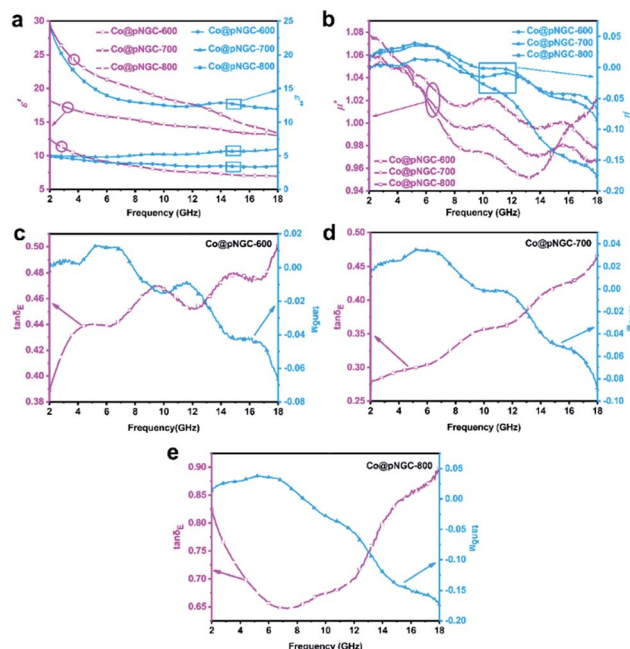 a
Co@pNGC-600
Co@pNGC-600
Co@pNGC-700
Co@pNGC-700
Co@pNGC-800
Co@pNGC-800
ε'
ε"
30
25
20
15
10
5
0
2 4 6 8 10 12 14 16 18
Frequency (GHz)
b
Co@pNGC-600
Co@pNGC-700
Co@pNGC-800
μ'
1.08
1.06
1.04
1.02
1.00
0.98
0.96
0.94
0.05
0.00
-0.05
-0.10
-0.15
-0.20
Co@pNGC-600
Co@pNGC-700
Co@pNGC-800
2 4 6 8 10 12 14 16 18
Frequency (GHz)
c
Co@pNGC-600
tanδE
tanδM
0.50
0.48
0.46
0.44
0.42
0.40
0.38
0.02
0.00
-0.02
-0.04
-0.06
-0.08
2 4 6 8 10 12 14 16 18
Frequency(GHz)
d
Co@pNGC-700
tanδE
0.50
0.45
0.40
0.35
0.30
0.25
0.04
0.02
0.00
-0.02
-0.04
-0.06
-0.08
-0.10
2 4 6 8 10 12 14 16 18
Frequency(GHz)
e
Co@pNGC-800
tanδE
tanδM
0.90
0.85
0.80
0.75
0.70
0.65
0.05
0.00
-0.05
-0.10
-0.15
-0.20
2 4 6 8 10 12 14 16 18
Frequency (GHz)